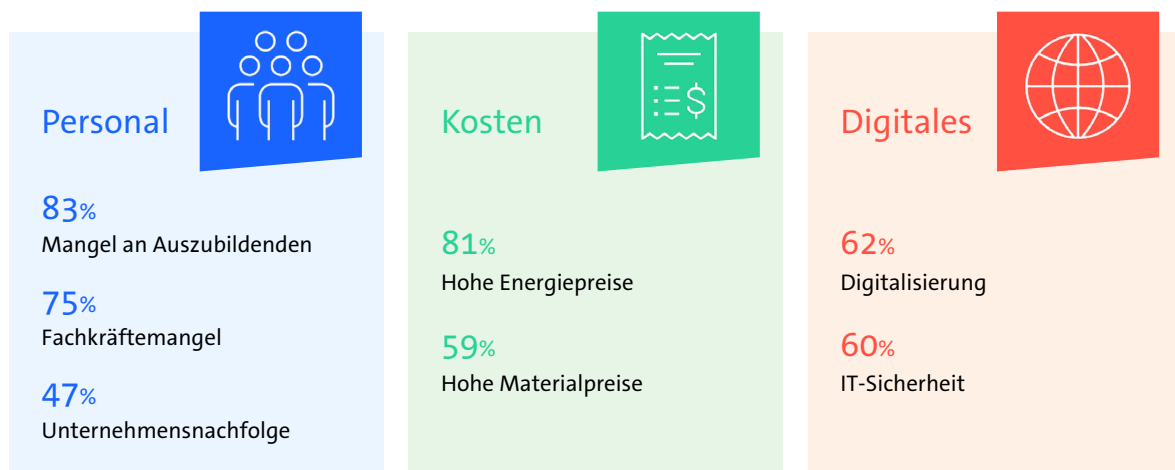 Personal
83%
Mangel an Auszubildenden
75%
Fachkräftemangel
47%
Unternehmensnachfolge
Kosten
$
81%
Hohe Energiepreise
59%
Hohe Materialpreise
Digitales
62%
Digitalisierung
60%
IT-Sicherheit